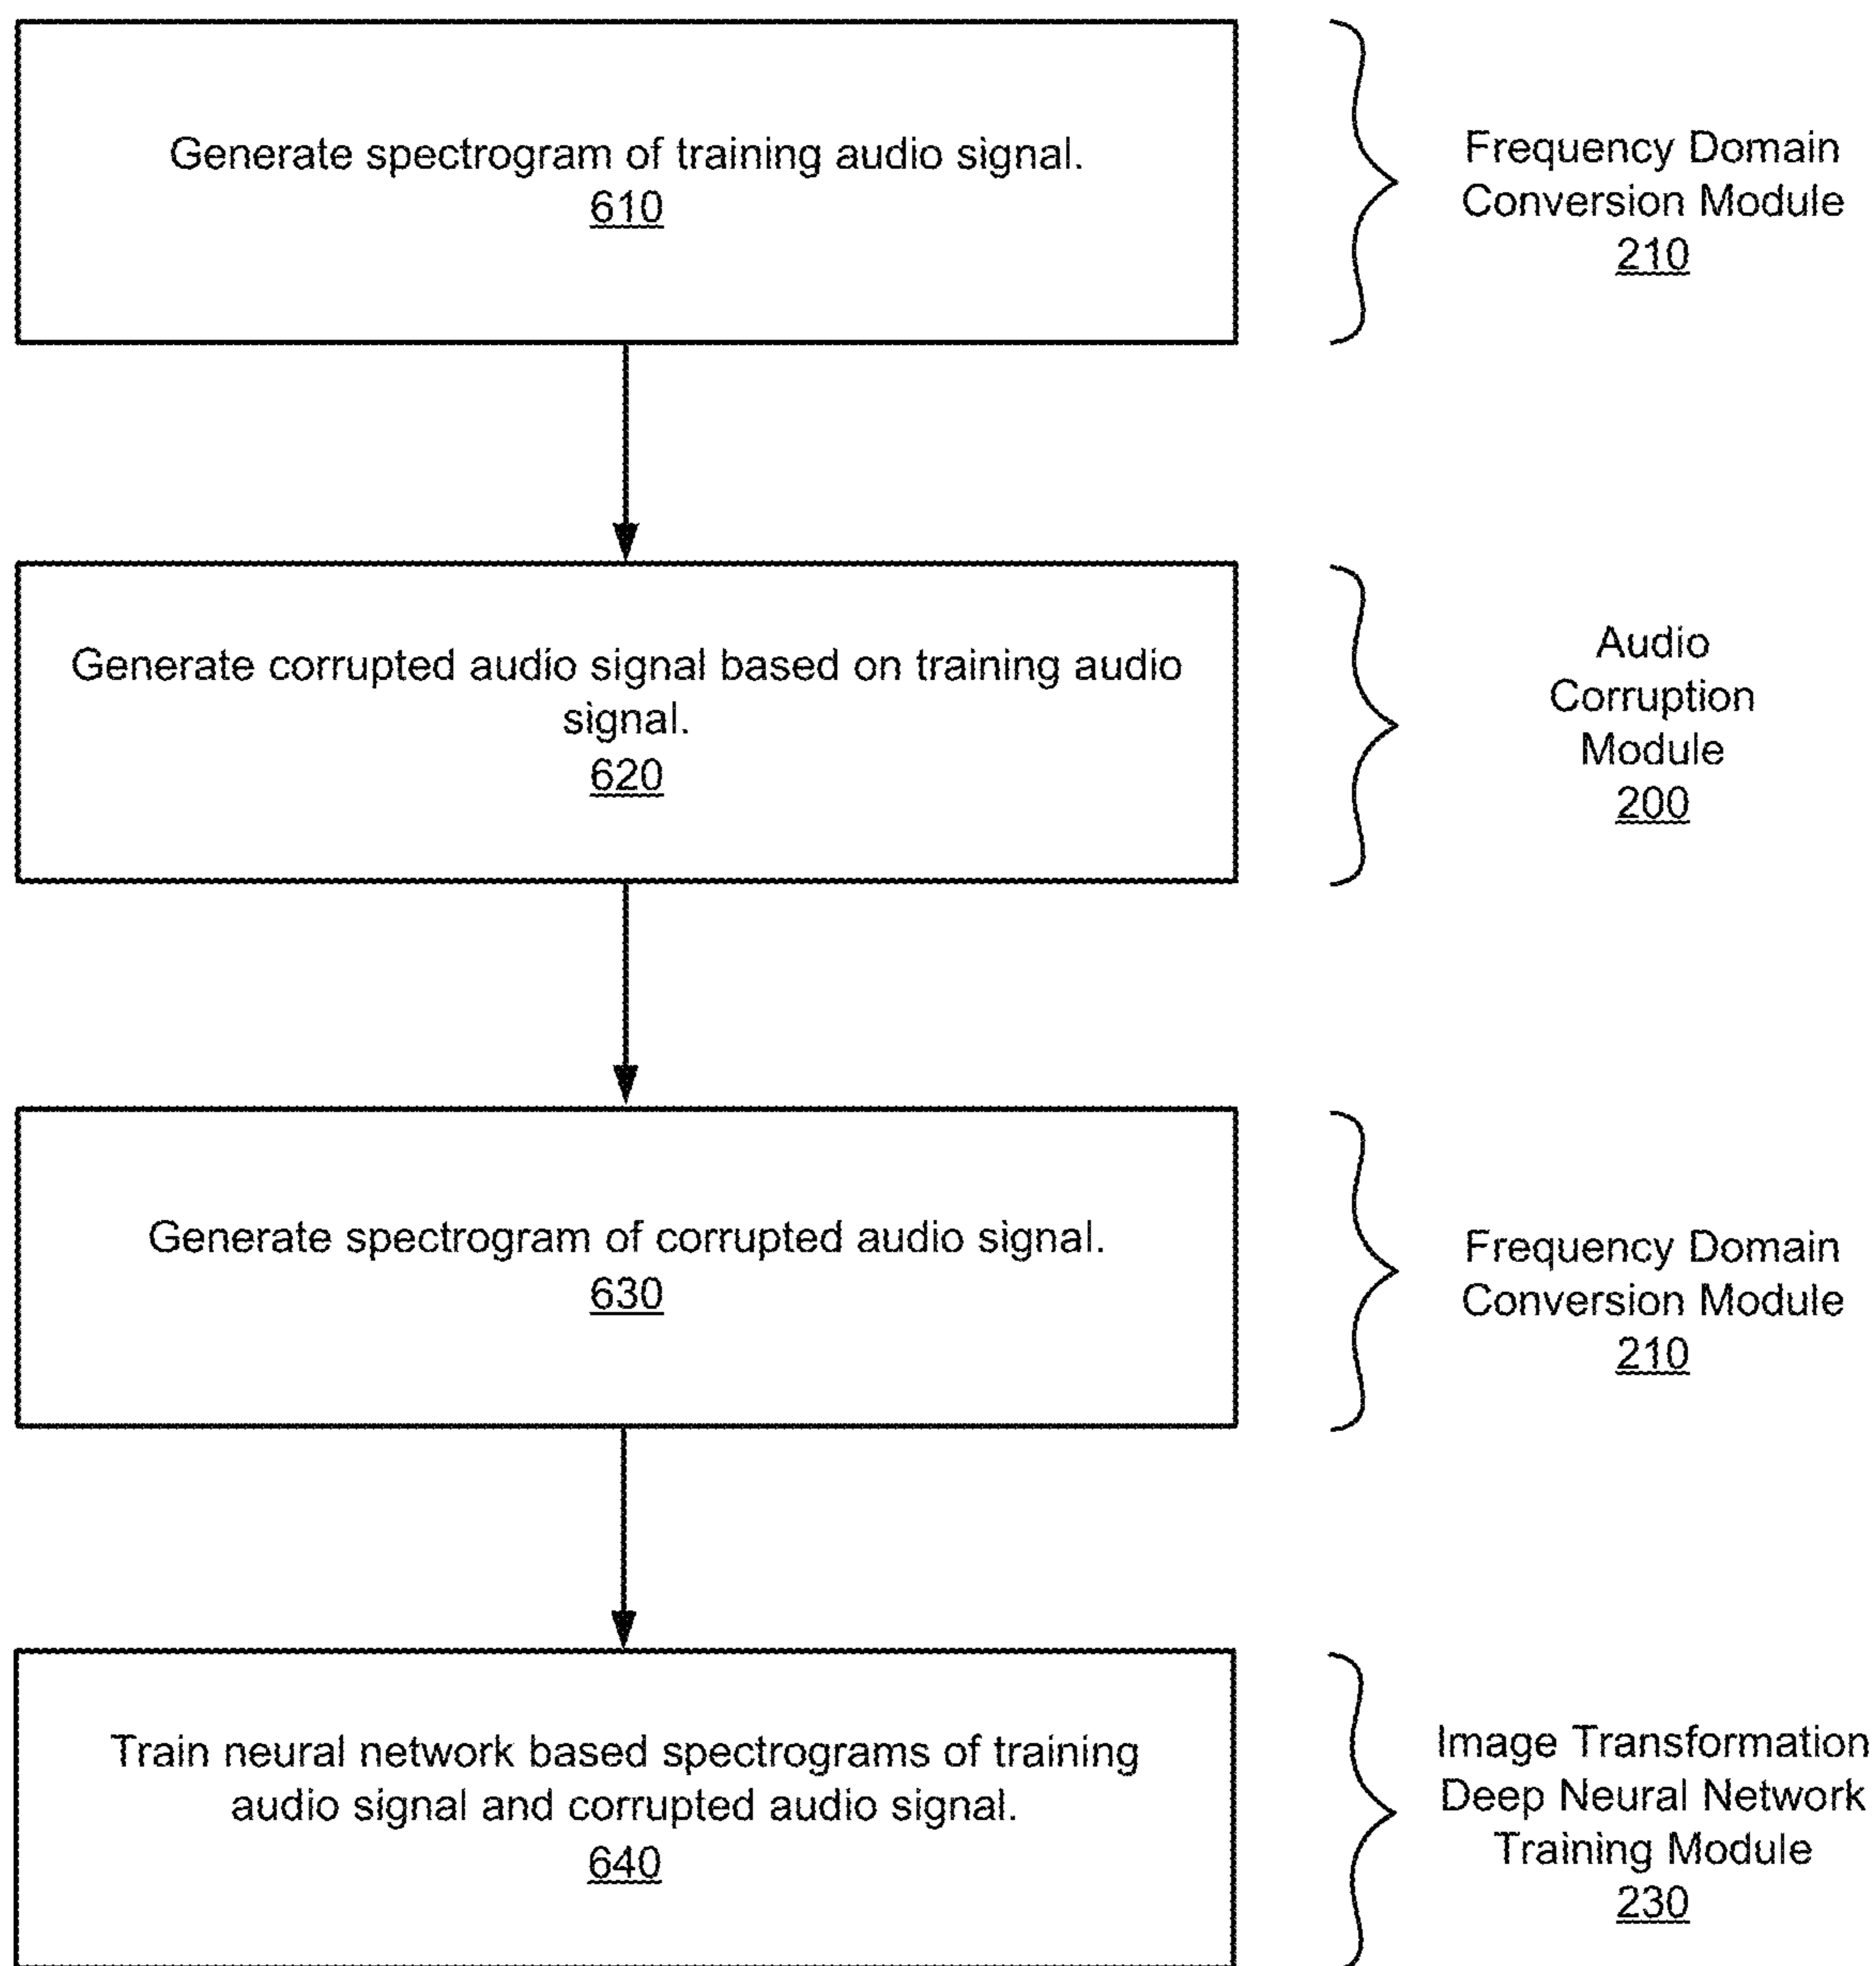 Generate spectrogram of training audio signal.
610
Frequency Domain
Conversion Module
210
Generate corrupted audio signal based on training audio
signal.
620
Audio
Corruption
Module
200
Generate spectrogram of corrupted audio signal.
630
Frequency Domain
Conversion Module
210
Train neural network based spectrograms of training
audio signal and corrupted audio signal.
640
Image Transformation
Deep Neural Network
Training Module
230